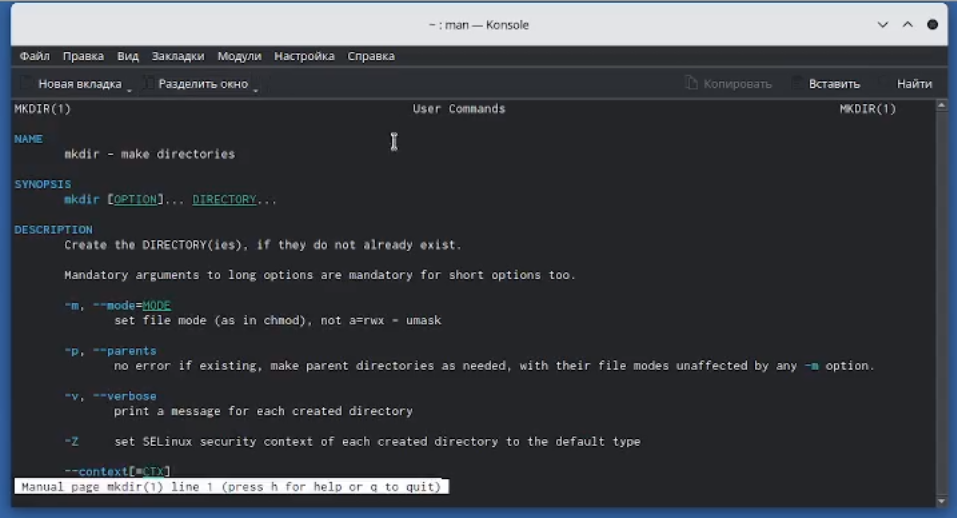 ~ : man — Konsole
Файл Правка Вид Закладки Модули Настройка Справка
Новая вкладка Разделить окно Копировать Вставить Найти
MKDIR(1) User Commands MKDIR(1)
NAME
mkdir - make directories
SYNOPSIS
mkdir [OPTION]... DIRECTORY...
DESCRIPTION
Create the DIRECTORY(ies), if they do not already exist.
Mandatory arguments to long options are mandatory for short options too.
-m, --mode=MODE
set file mode (as in chmod), not a=rwx - umask
-p, --parents
no error if existing, make parent directories as needed, with their file modes unaffected by any -m option.
-v, --verbose
print a message for each created directory
-Z set SELinux security context of each created directory to the default type
--context[=CTX]
Manual page mkdir(1) line 1 (press h for help or q to quit)